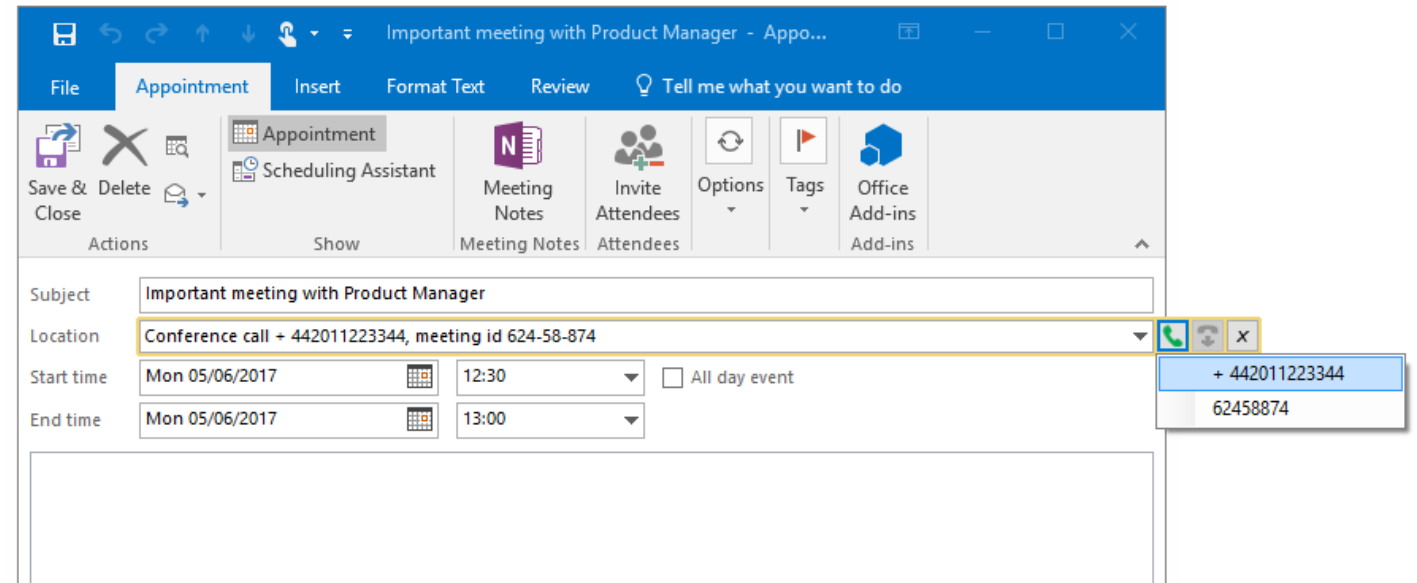 Important meeting with Product Manager - Appo...
File Appointment Insert Format Text Review Tell me what you want to do
Appointment
Scheduling Assistant
Save & Close
Delete
N
Meeting Notes
Invite Attendees
Options
Tags
Office Add-ins
Actions Show Meeting Notes Attendees Add-ins
Subject Important meeting with Product Manager
Location Conference call + 442011223344, meeting id 624-58-874 x
+ 442011223344
Start time Mon 05/06/2017 12:30 All day event
62458874
End time Mon 05/06/2017 13:00